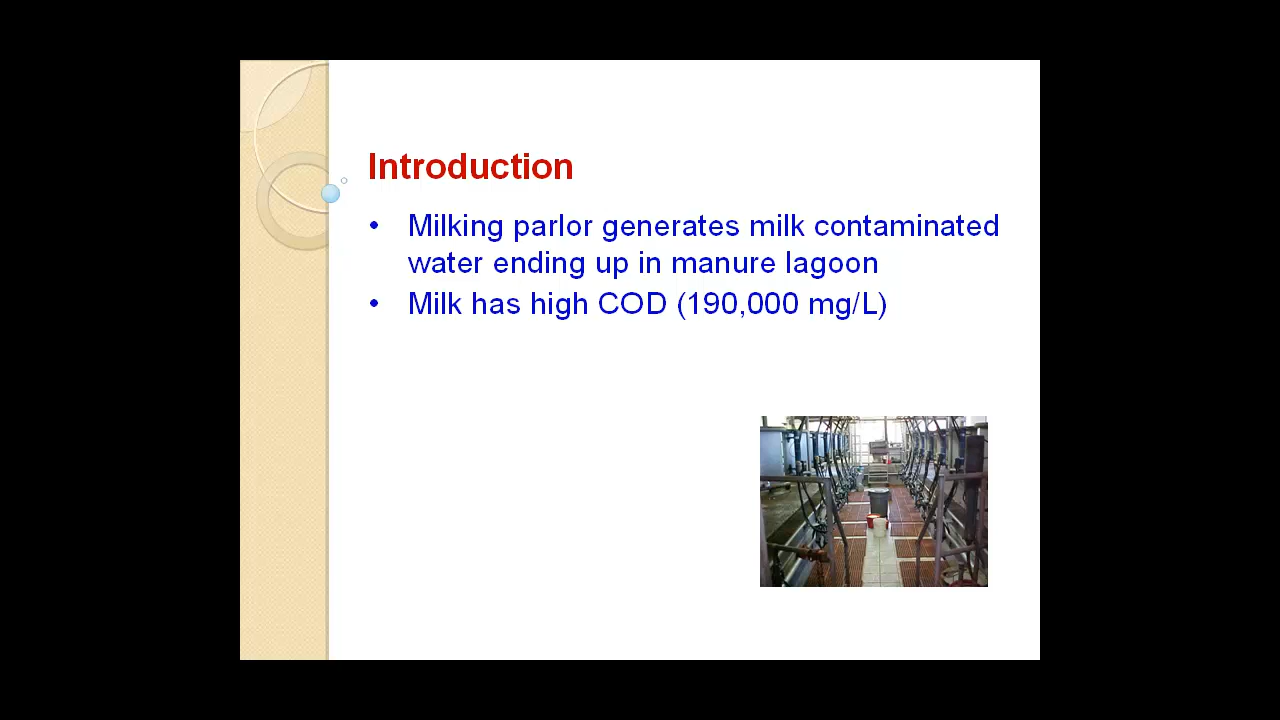 Introduction
• Milking parlor generates milk contaminated
water ending up in manure lagoon
• Milk has high COD (190,000 mg/L)